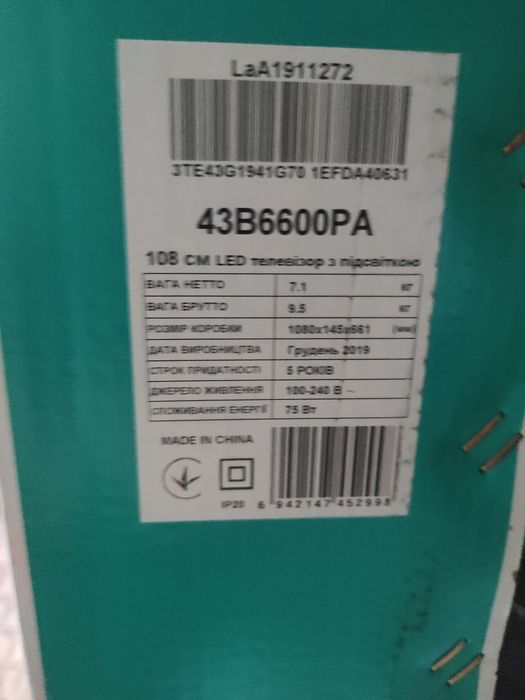 LaA1911272
3TE43G1941G70 1EFDA40631
43B6600PA
108 СМ LED телевізор з підсвіткою
ВАГА НЕТТО 7.1 КГ
ВАГА БРУТТО 9.5 КГ
РОЗМІР КОРОБКИ 1080x145x661 (мм)
ДАТА ВИРОБНИЦТВА Грудень 2019
СТРОК ПРИДАТНОСТІ 5 РОКІВ
ДЖЕРЕЛО ЖИВЛЕННЯ 100-240 В ~
СПОЖИВАННЯ ЕНЕРГІЇ 75 Вт
MADE IN CHINA
IP20 6 942147 452998